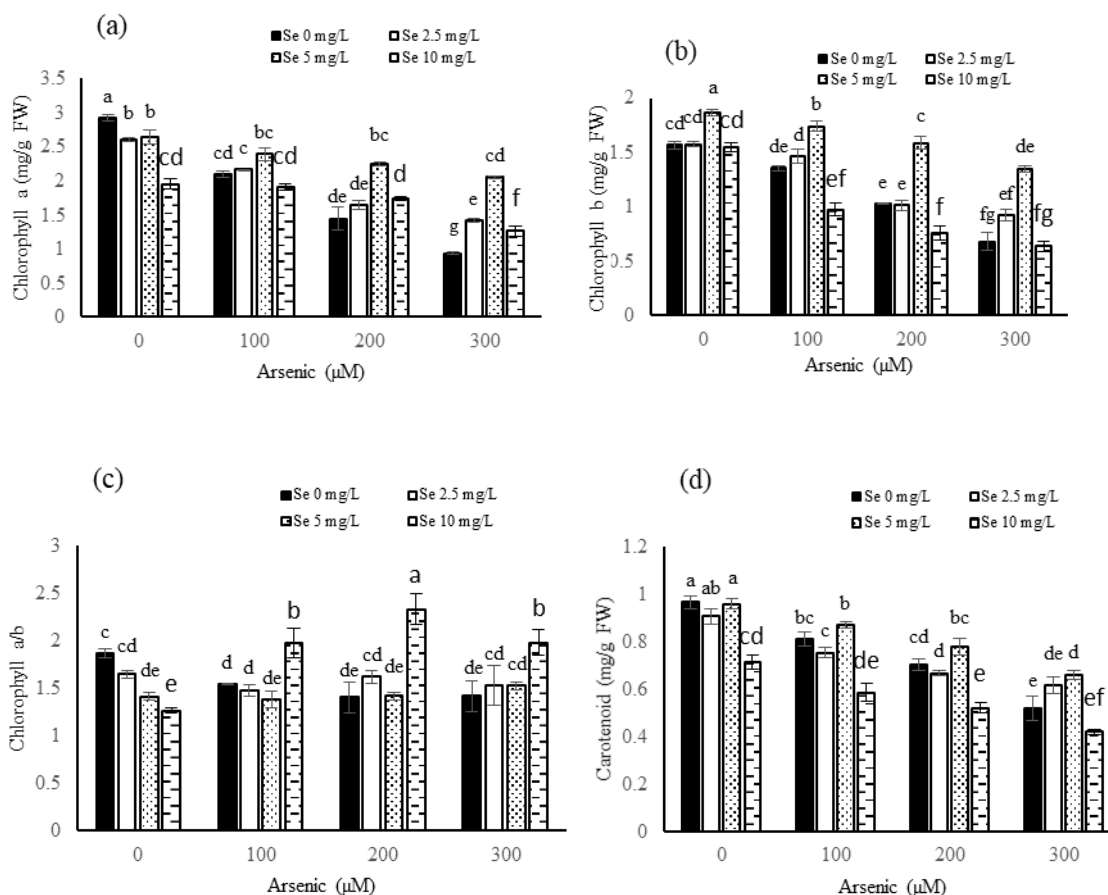 (a)
Se 0 mg/L Se 2.5 mg/L
Se 5 mg/L Se 10 mg/L
Chlorophyll a (mg/g FW)
3.5
3
2.5
2
1.5
1
0.5
0
a b b cd
cd c bc cd
de de bc d
g e cd f
0 100 200 300
Arsenic (µM)
(b)
Se 0 mg/L Se 2.5 mg/L
Se 5 mg/L Se 10 mg/L
Chlorophyll b (mg/g FW)
2
1.5
1
0.5
0
cd cd a cd
de d b ef
e e c f
fg ef de fg
0 100 200 300
Arsenic (µM)
(c)
Se 0 mg/L Se 2.5 mg/L
Se 5 mg/L Se 10 mg/L
Chlorophyll a/b
3
2.5
2
1.5
1
0.5
0
c cd de e
d d cd b
de cd de a
de cd cd b
0 100 200 300
Arsenic (µM)
(d)
Se 0 mg/L Se 2.5 mg/L
Se 5 mg/L Se 10 mg/L
Carotenoid (mg/g FW)
1.2
1
0.8
0.6
0.4
0.2
0
a ab a cd
bc c b de
cd d bc e
e de d ef
0 100 200 300
Arsenic (µM)